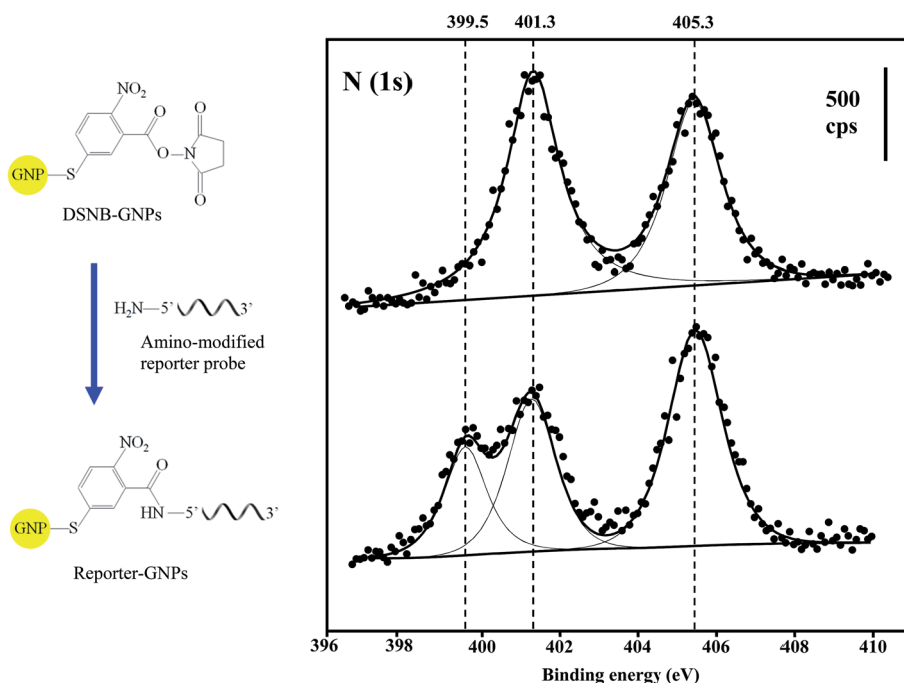 399.5 401.3 405.3
N (1s)
500
cps
NO2
O
O
O
N
O
S
GNP
DSNB-GNPs
H2N—5’ 3’
Amino-modified
reporter probe
NO2
O
HN—5’ 3’
S
GNP
Reporter-GNPs
396 398 400 402 404 406 408 410
Binding energy (eV)